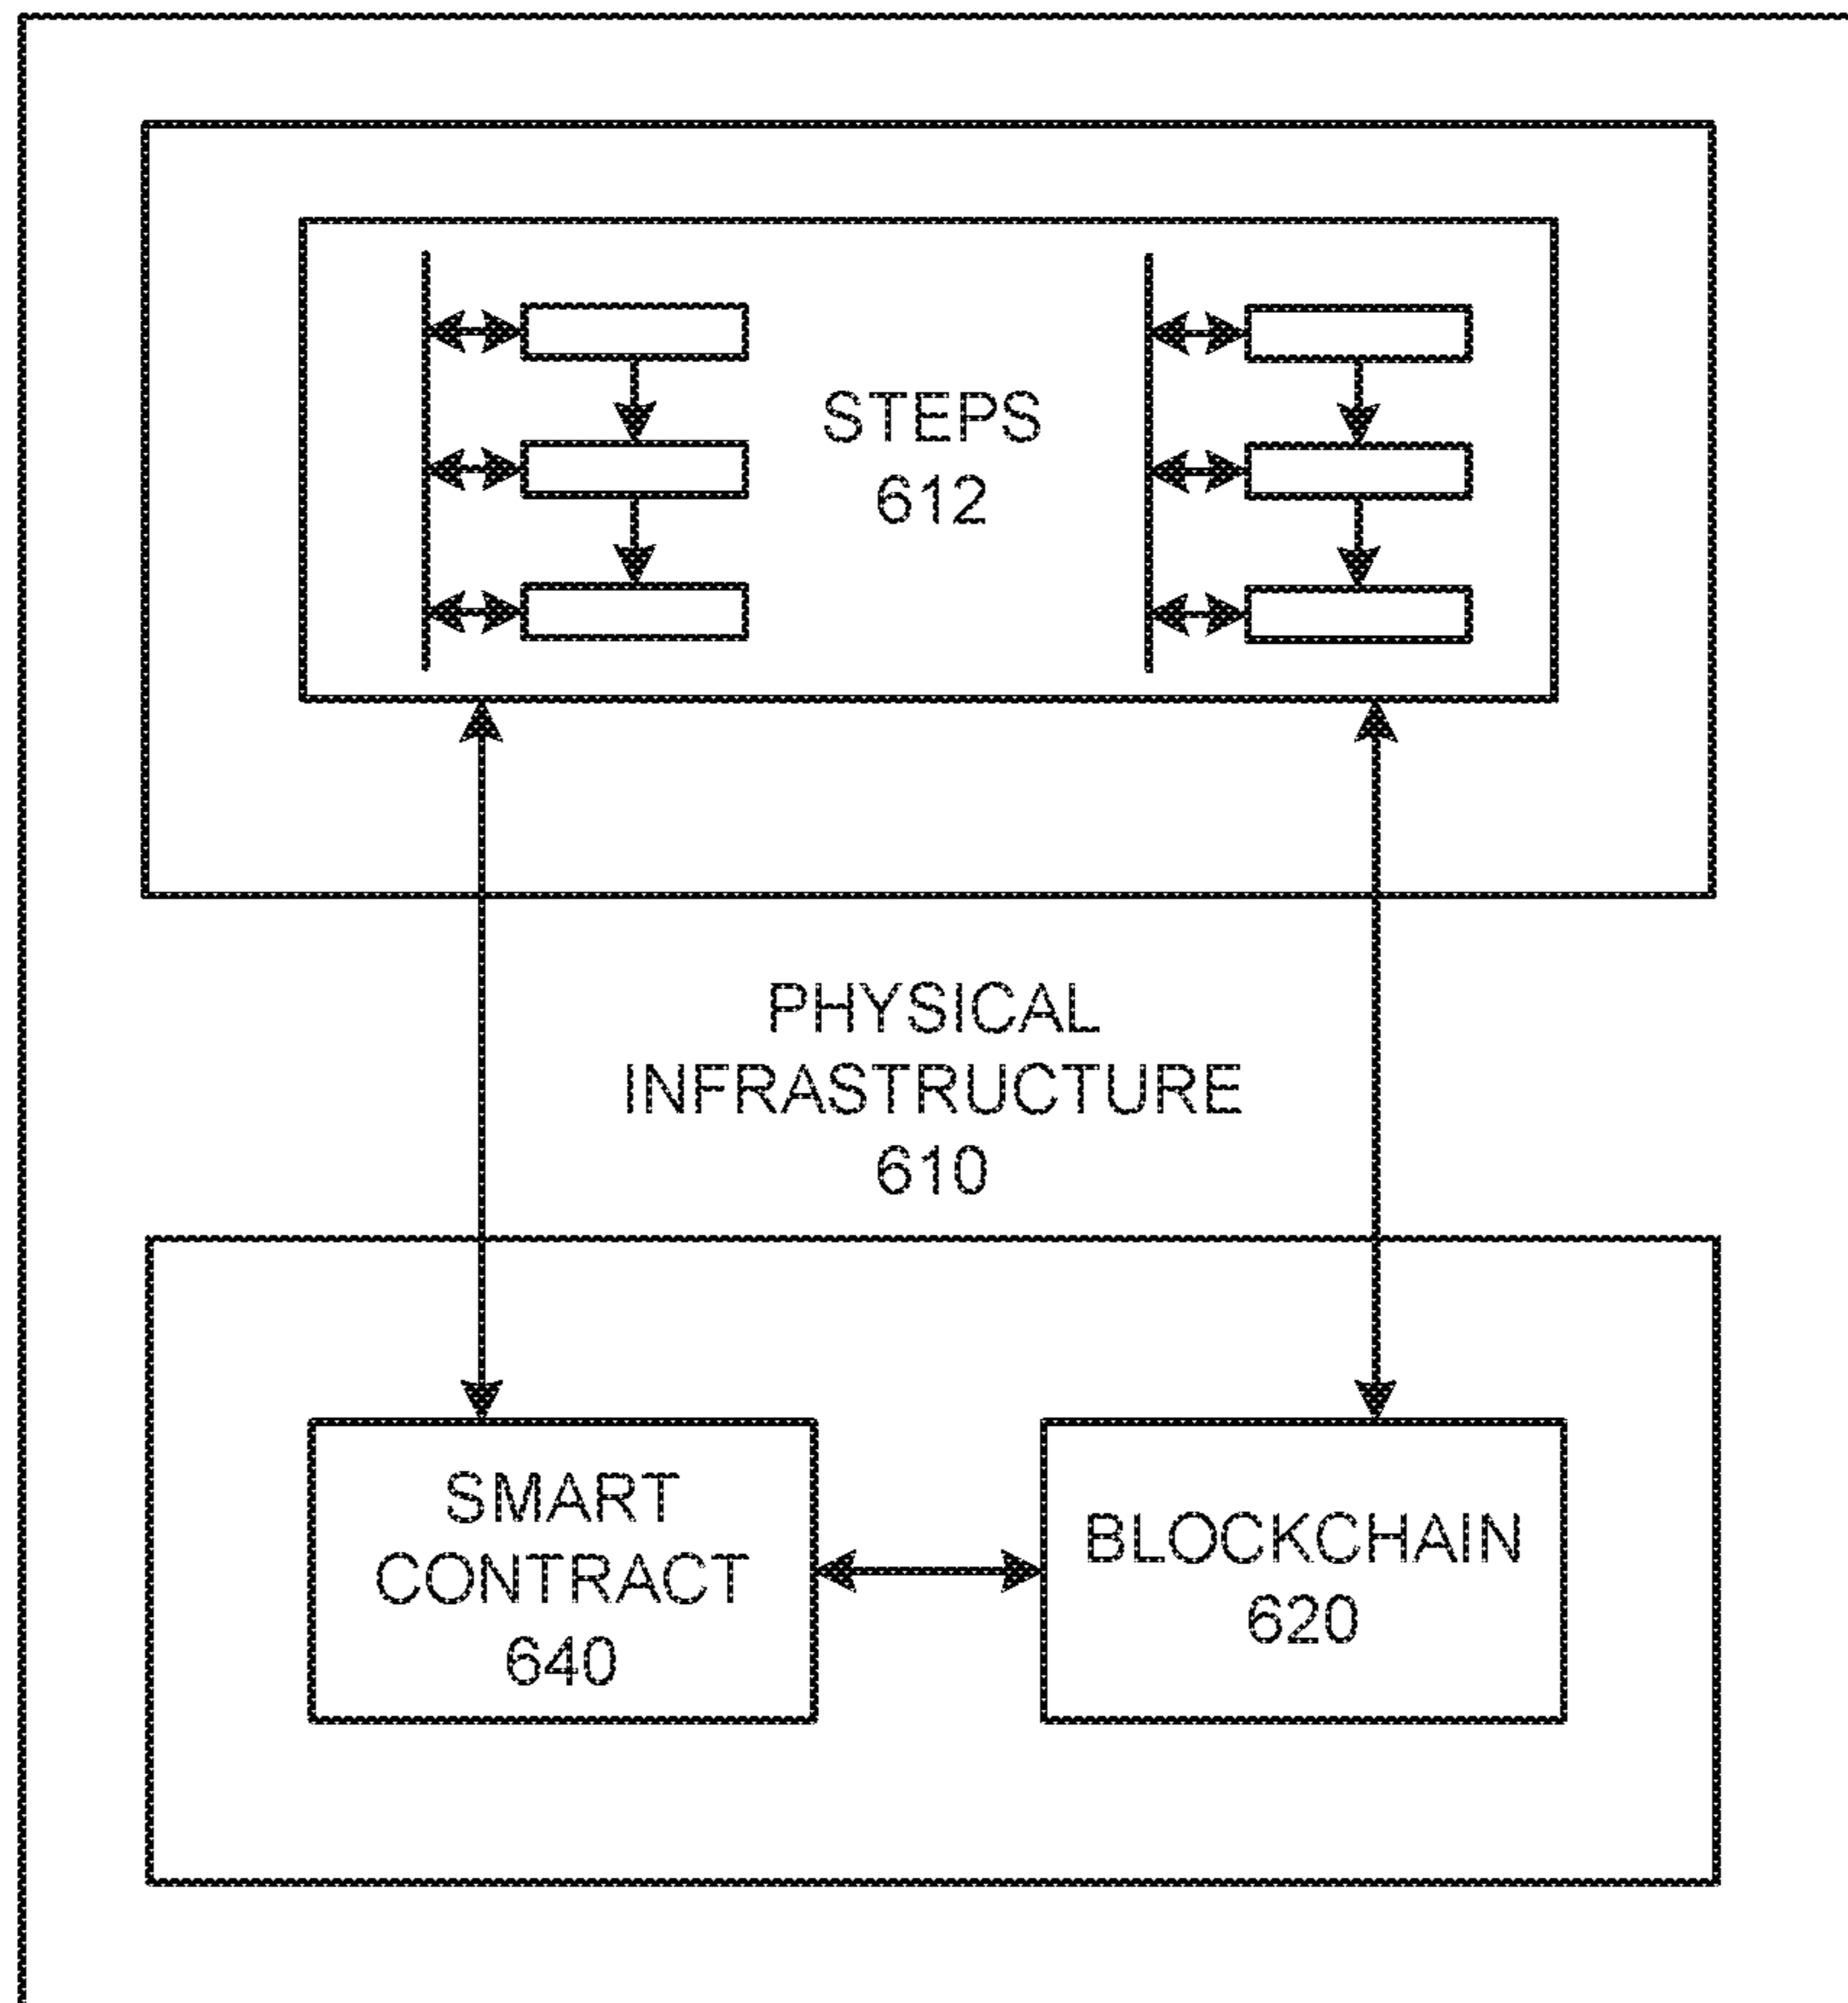 STEPS
612
PHYSICAL
INFRASTRUCTURE
610
SMART
CONTRACT
640
BLOCKCHAIN
620